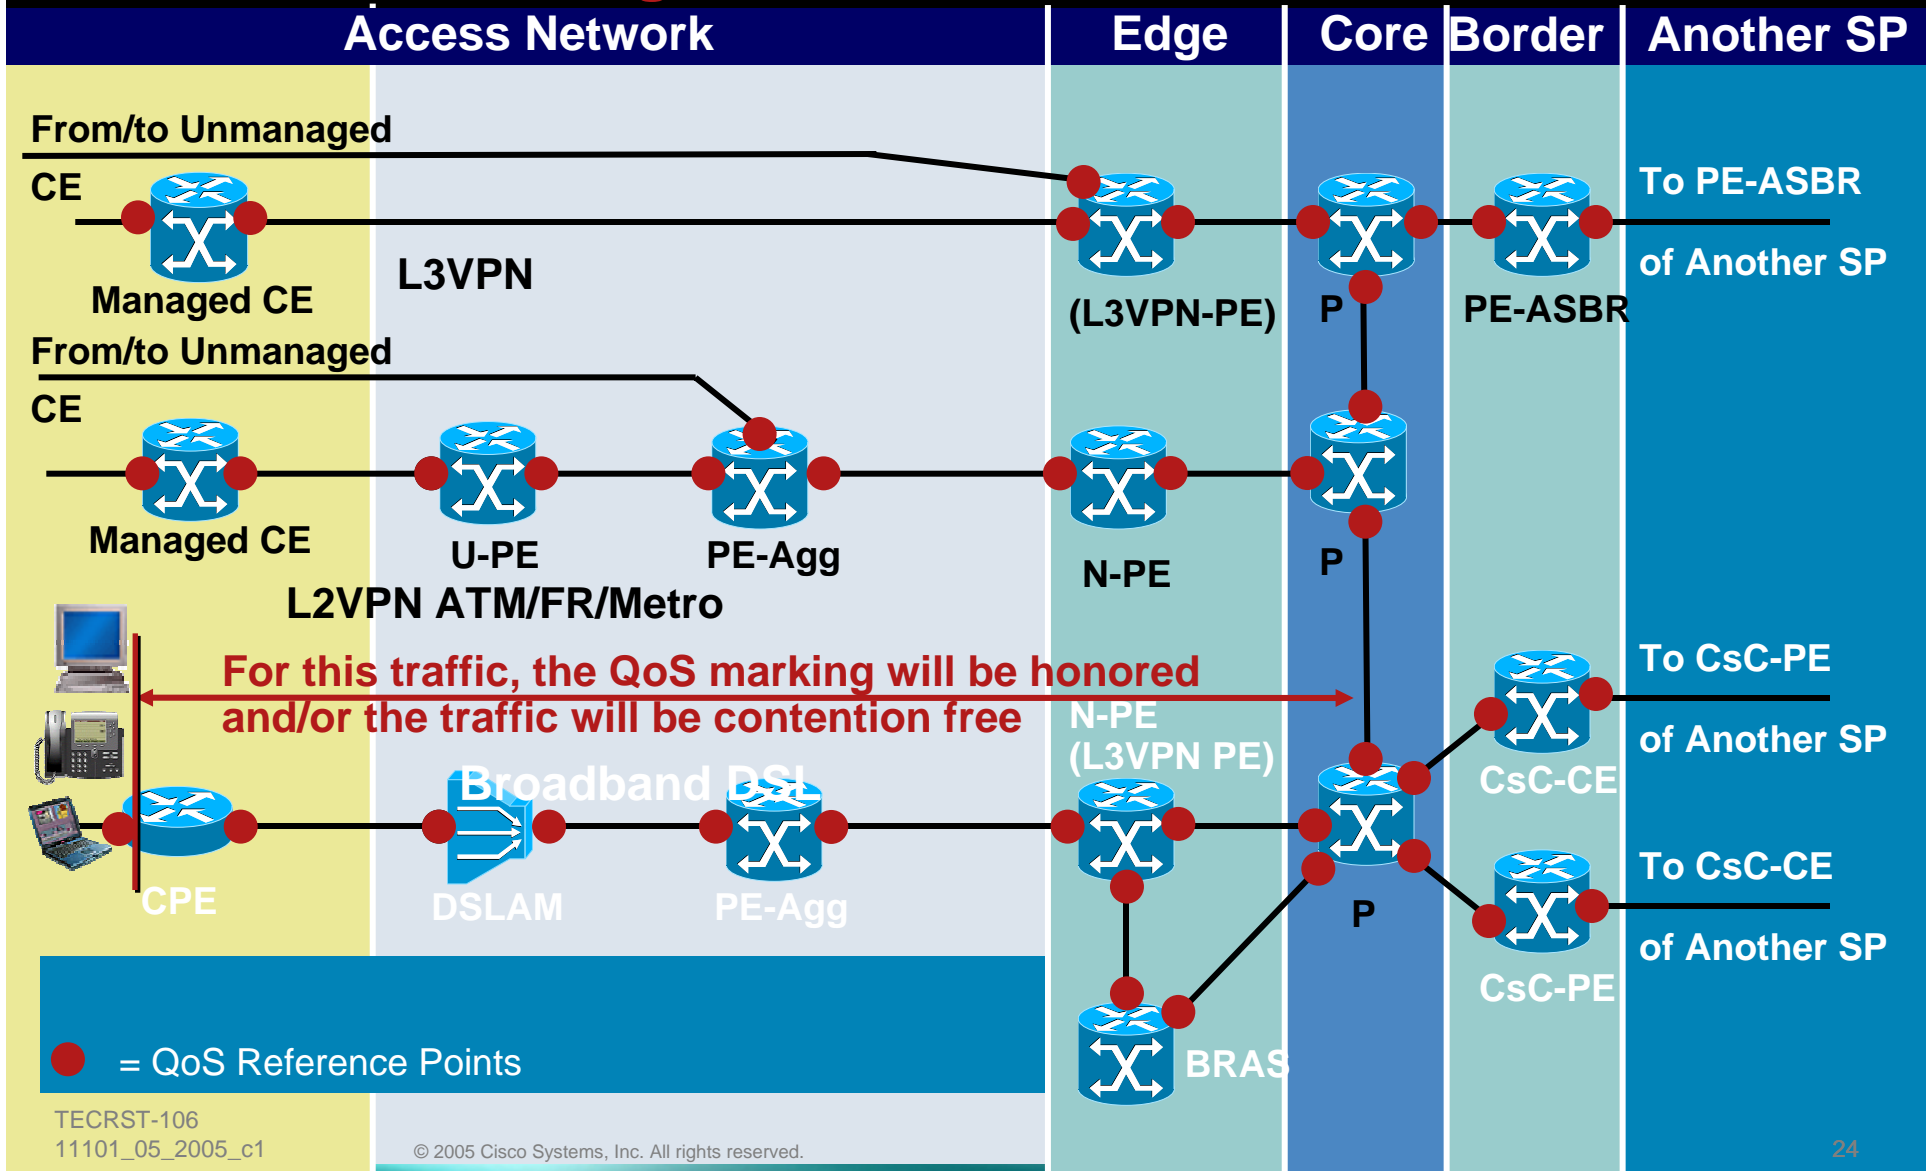 Access Network
Edge
Core
Border
Another SP
From/to Unmanaged
CE
Managed CE
L3VPN
(L3VPN-PE)
P
PE-ASBR
To PE-ASBR
of Another SP
From/to Unmanaged
CE
Managed CE
U-PE
PE-Agg
N-PE
P
L2VPN ATM/FR/Metro
For this traffic, the QoS marking will be honored
and/or the traffic will be contention free
N-PE
(L3VPN PE)
To CsC-PE
of Another SP
CsC-CE
Broadband DSL
CPE
DSLAM
PE-Agg
P
To CsC-CE
of Another SP
CsC-PE
BRAS
= QoS Reference Points
TECRST-106
11101_05_2005_c1
© 2005 Cisco Systems, Inc. All rights reserved.
24